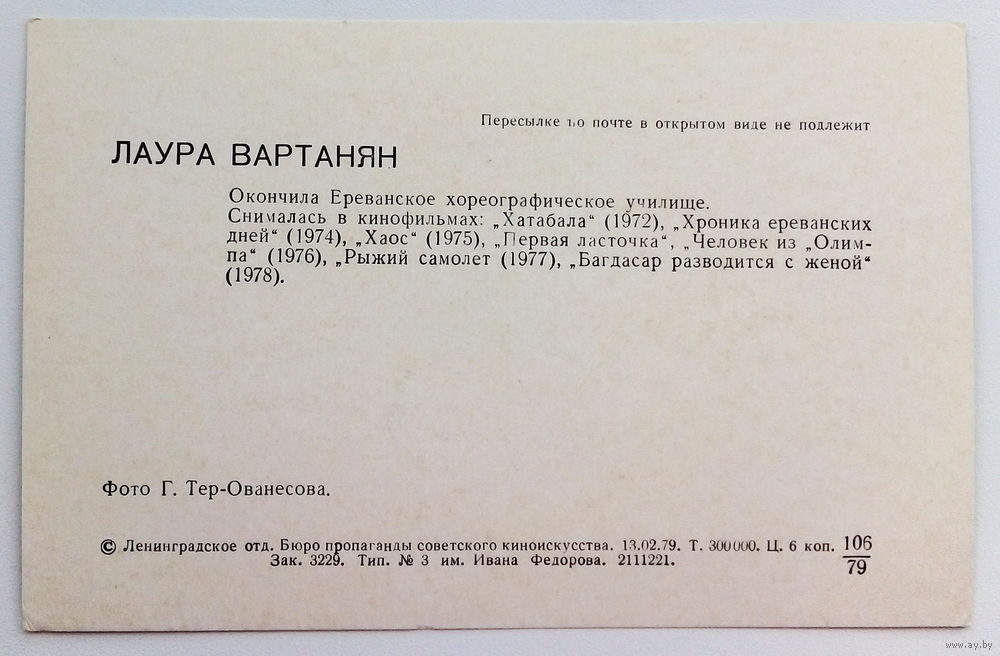 Пересылке по почте в открытом виде не подлежит
ЛАУРА ВАРТАНЯН
Окончила Ереванское хореографическое училище.
Снималась в кинофильмах: „Хатабала“ (1972), „Хроника ереванских
дней“ (1974), „Хаос“ (1975), „Первая ласточка“, „Человек из „Олим-
па“ (1976), „Рыжий самолет (1977), „Багдасар разводится с женой“
(1978).
Фото Г. Тер-Ованесова.
© Ленинградское отд. Бюро пропаганды советского киноискусства. 13.02.79. Т. 300000. Ц. 6 коп. 106/79
Зак. 3229. Тип. № 3 им. Ивана Федорова. 2111221.
www.ay.by